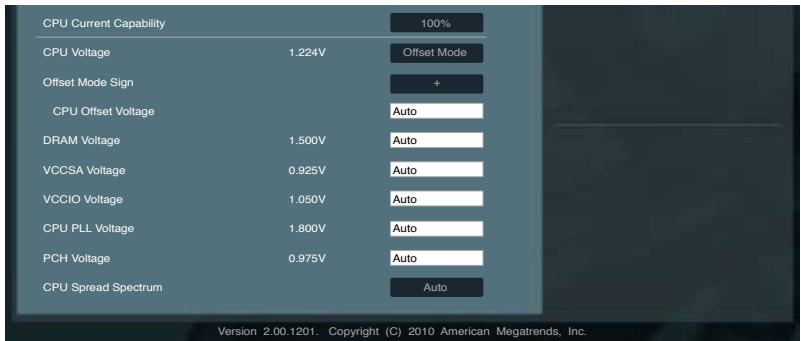 CPU Current Capability 100%
CPU Voltage 1.224V Offset Mode
Offset Mode Sign +
CPU Offset Voltage Auto
DRAM Voltage 1.500V Auto
VCCSA Voltage 0.925V Auto
VCCIO Voltage 1.050V Auto
CPU PLL Voltage 1.800V Auto
PCH Voltage 0.975V Auto
CPU Spread Spectrum Auto
Version 2.00.1201. Copyright (C) 2010 American Megatrends, Inc.